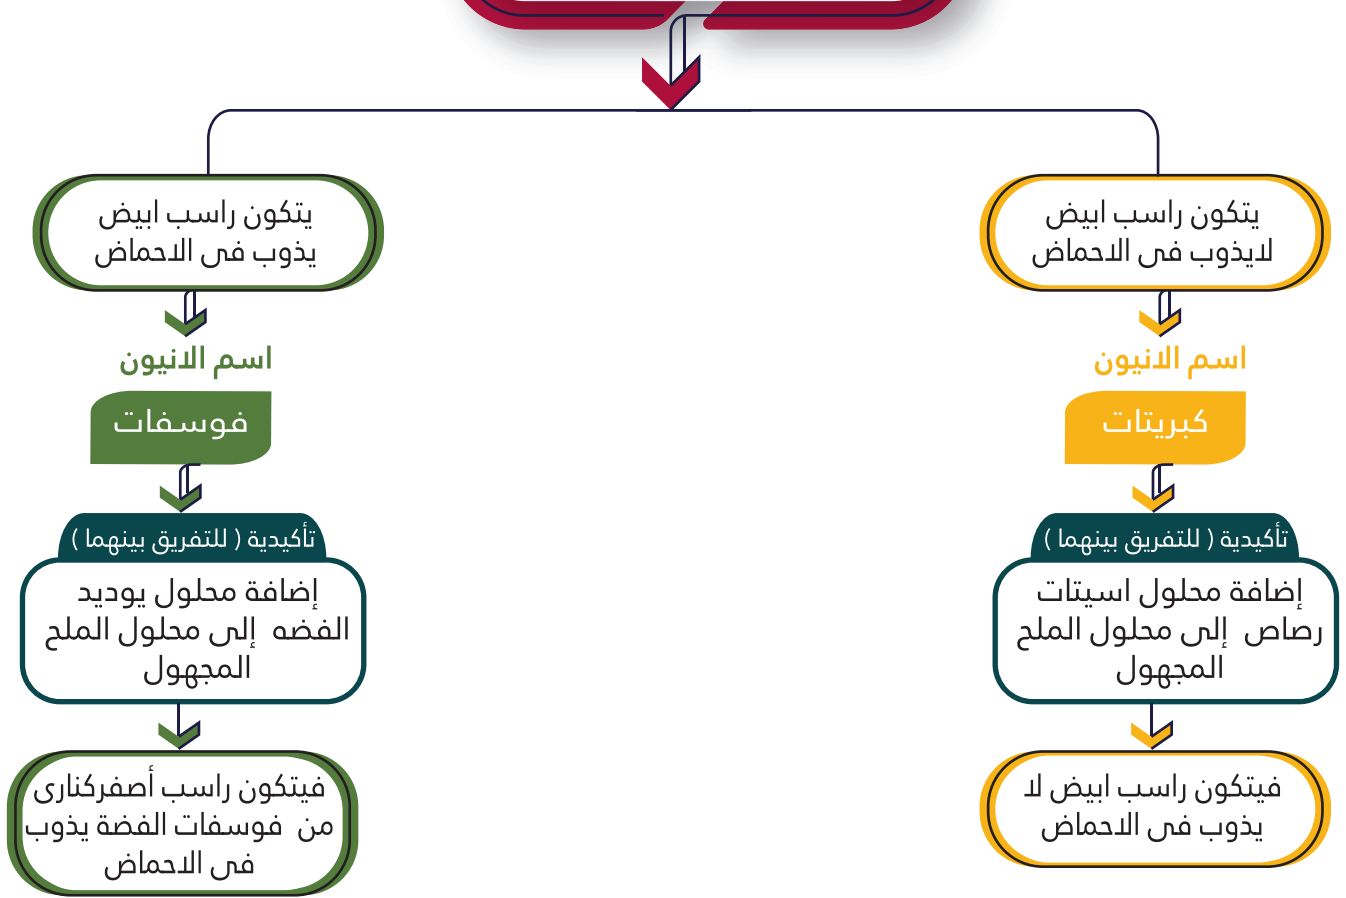 يتكون راسب ابيض
لايذوب فى الاحماض
اسم الانيون
كبريتات
تأكيدية ( للتفريق بينهما )
إضافة محلول اسيتات
رصاص إلى محلول الملح
المجهول
فيتكون راسب ابيض لا
يذوب فى الاحماض
يتكون راسب ابيض
يذوب فى الاحماض
اسم الانيون
فوسفات
تأكيدية ( للتفريق بينهما )
إضافة محلول يوديد
الفضه إلى محلول الملح
المجهول
فيتكون راسب أصفركنارى
من فوسفات الفضة يذوب
فى الاحماض